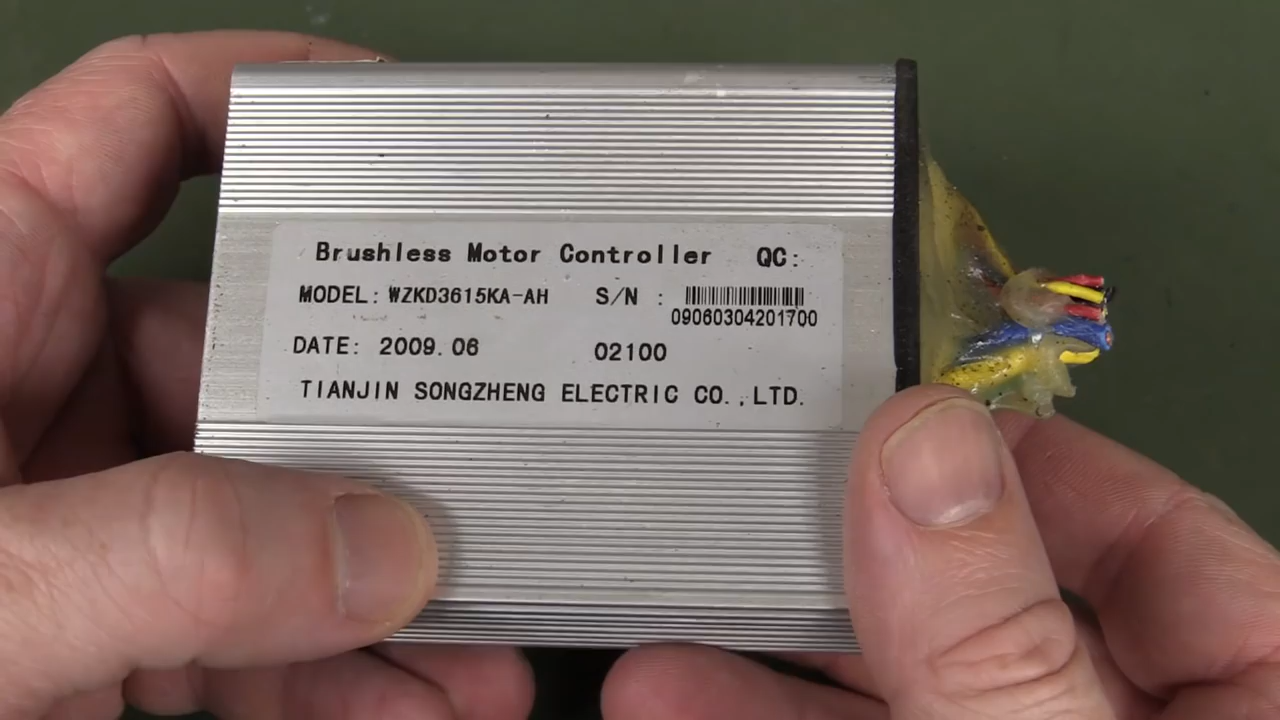 Brushless Motor Controller QC:
MODEL: WZKD3615KA-AH S/N :
09060304201700
DATE: 2009.06 02100
TIANJIN SONGZHENG ELECTRIC CO.,LTD.